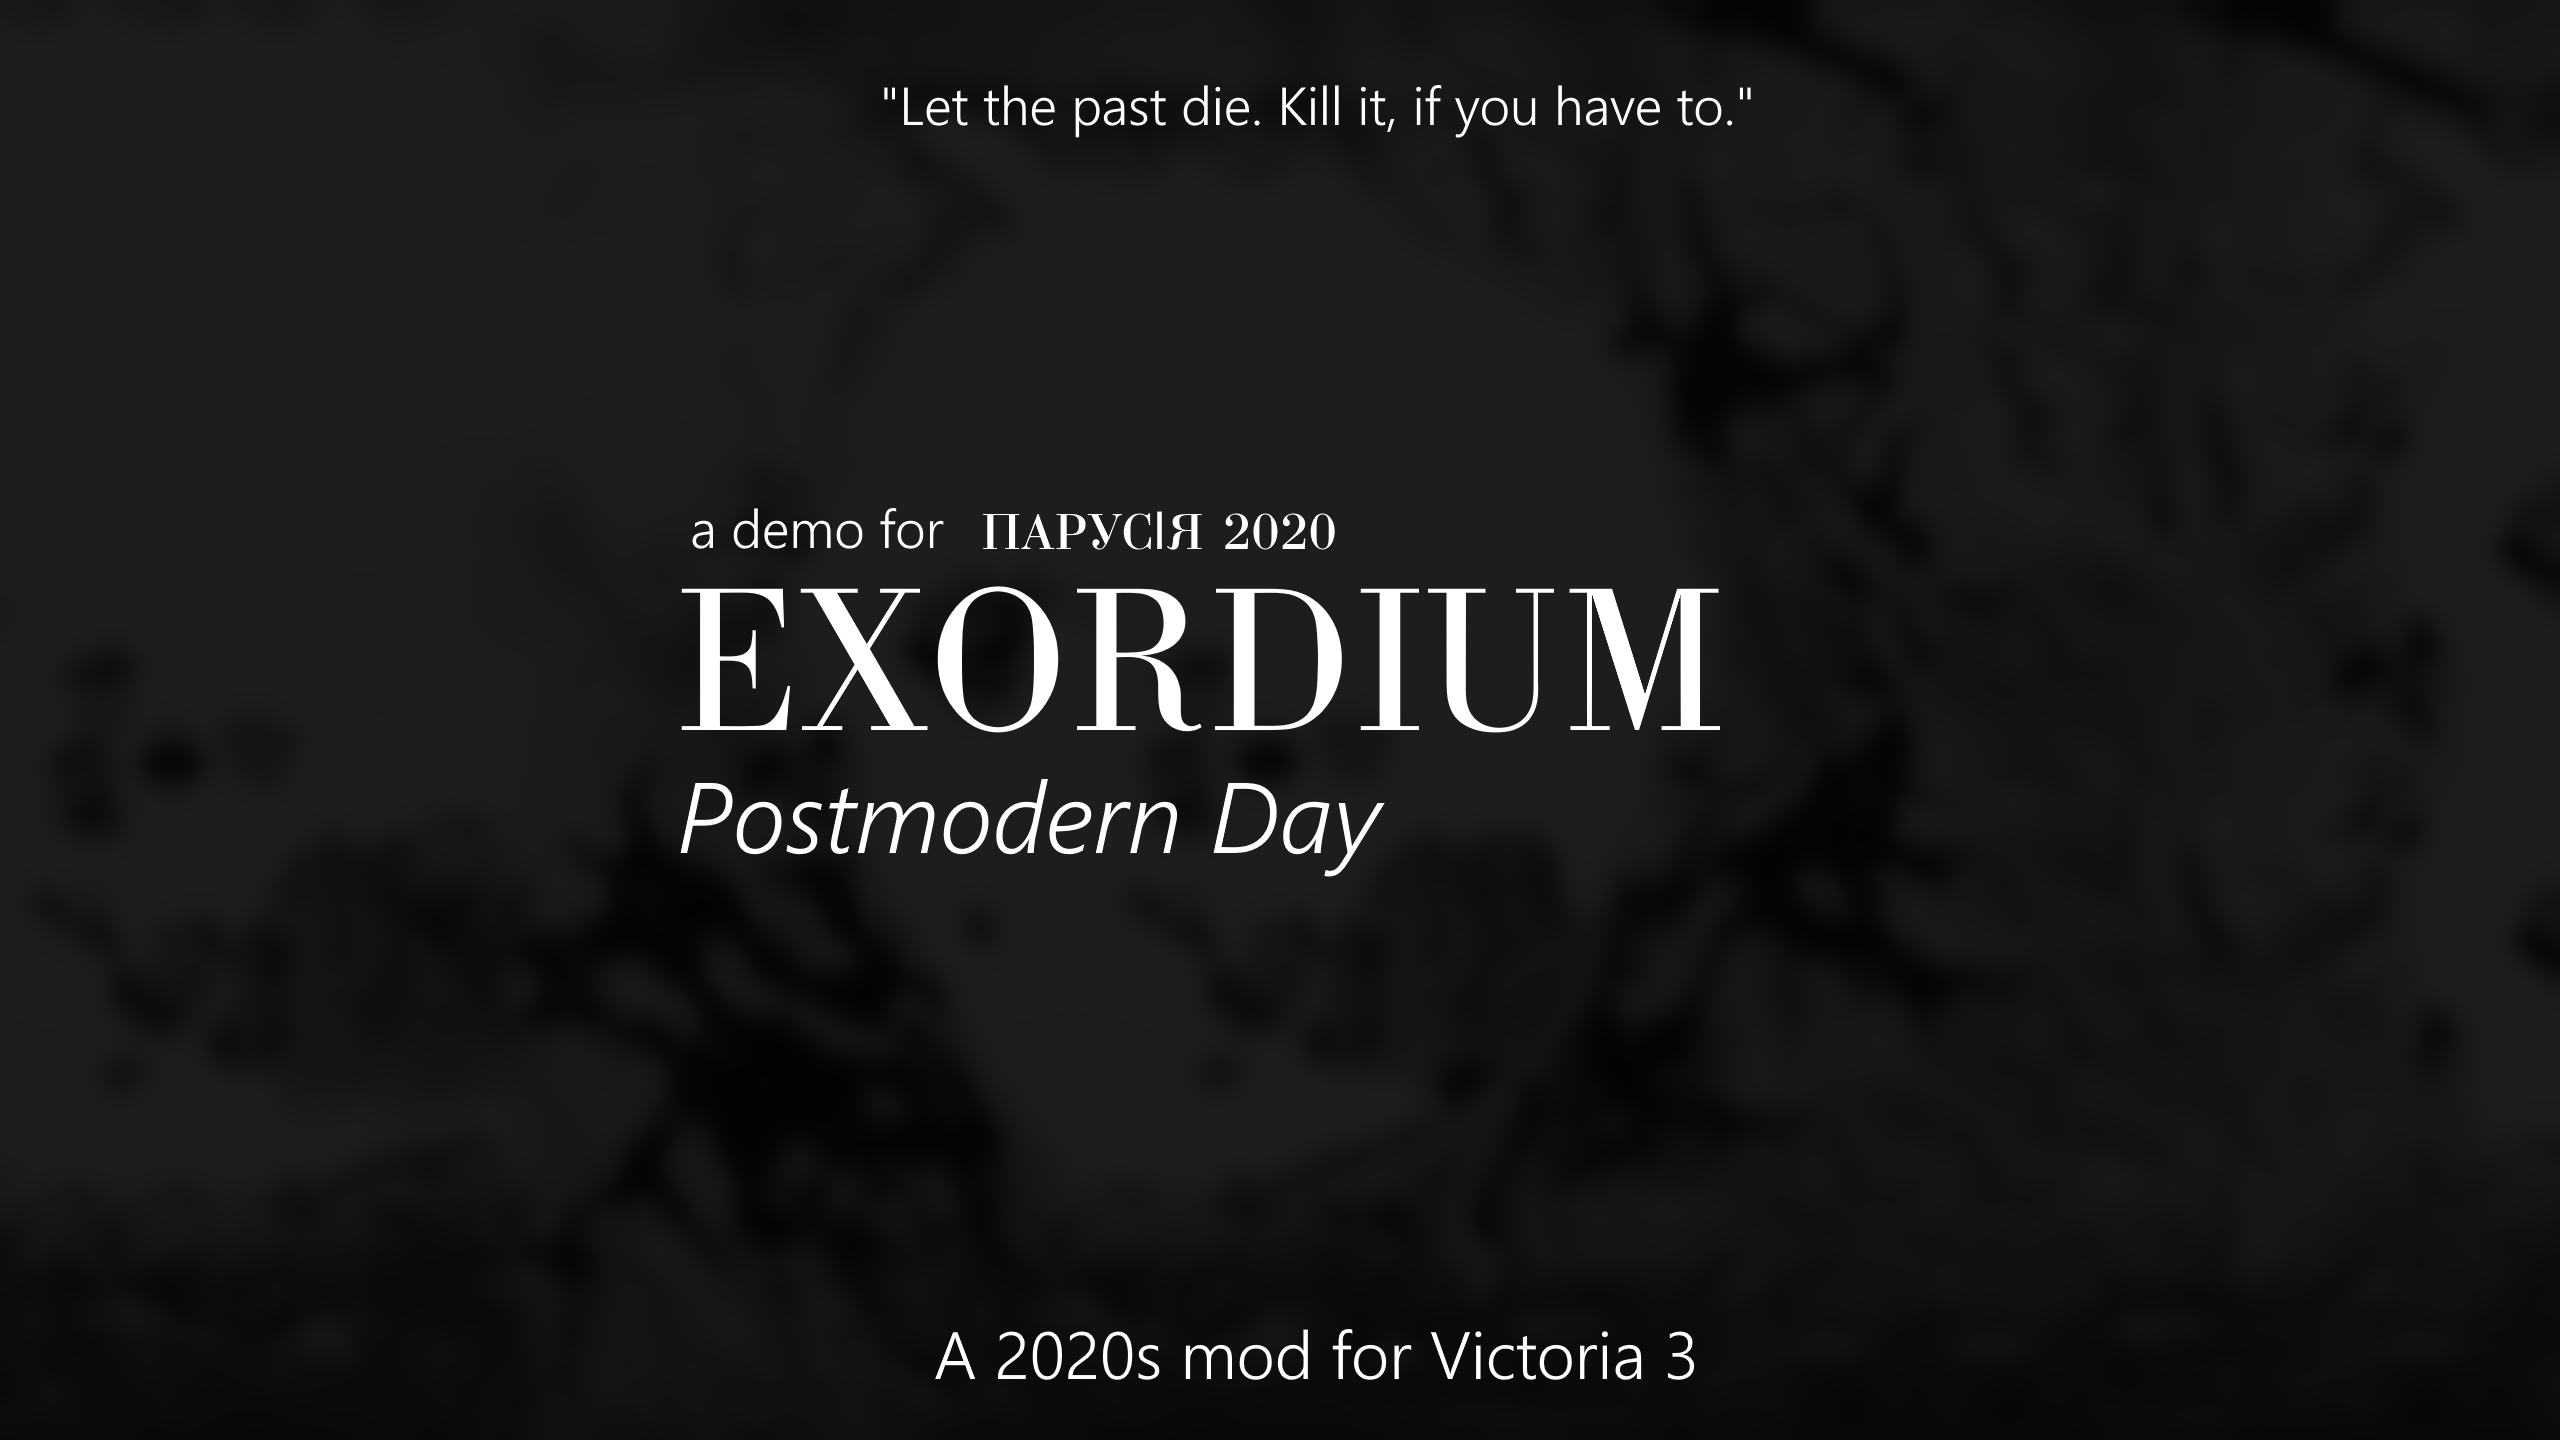 "Let the past die. Kill it, if you have to."
a demo for ПАРУСІЯ 2020
EXORDIUM
Postmodern Day
A 2020s mod for Victoria 3